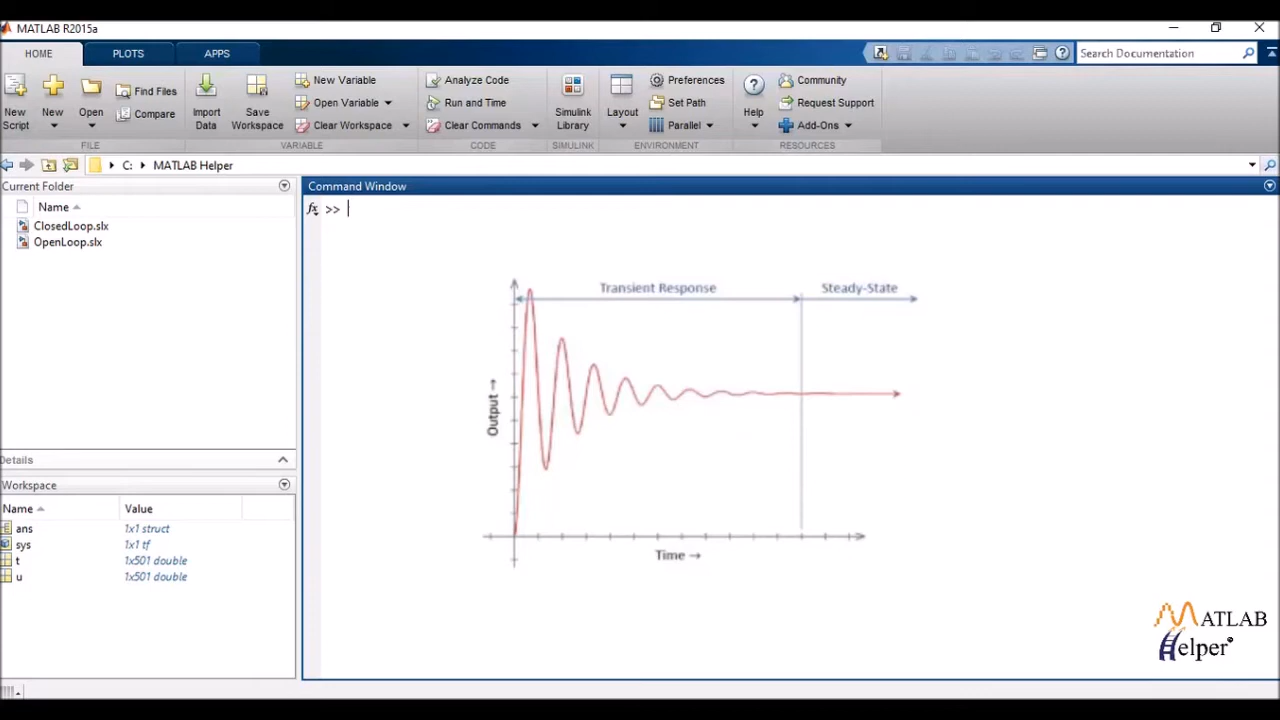 MATLAB R2015a
HOME PLOTS APPS Search Documentation
New Script New Open Find Files Compare Import Data Save Workspace New Variable Open Variable Clear Workspace Analyze Code Run and Time Clear Commands Simulink Library Layout Preferences Set Path Parallel Help Community Request Support Add-Ons
FILE VARIABLE CODE SIMULINK ENVIRONMENT RESOURCES
C: MATLAB Helper
Current Folder
Name
ClosedLoop.slx
OpenLoop.slx
Details
Workspace
Name Value
ans 1x1 struct
sys 1x1 tf
t 1x501 double
u 1x501 double
Command Window
fx >>
Transient Response Steady-State
Output →
Time →
MATLAB
Helper®